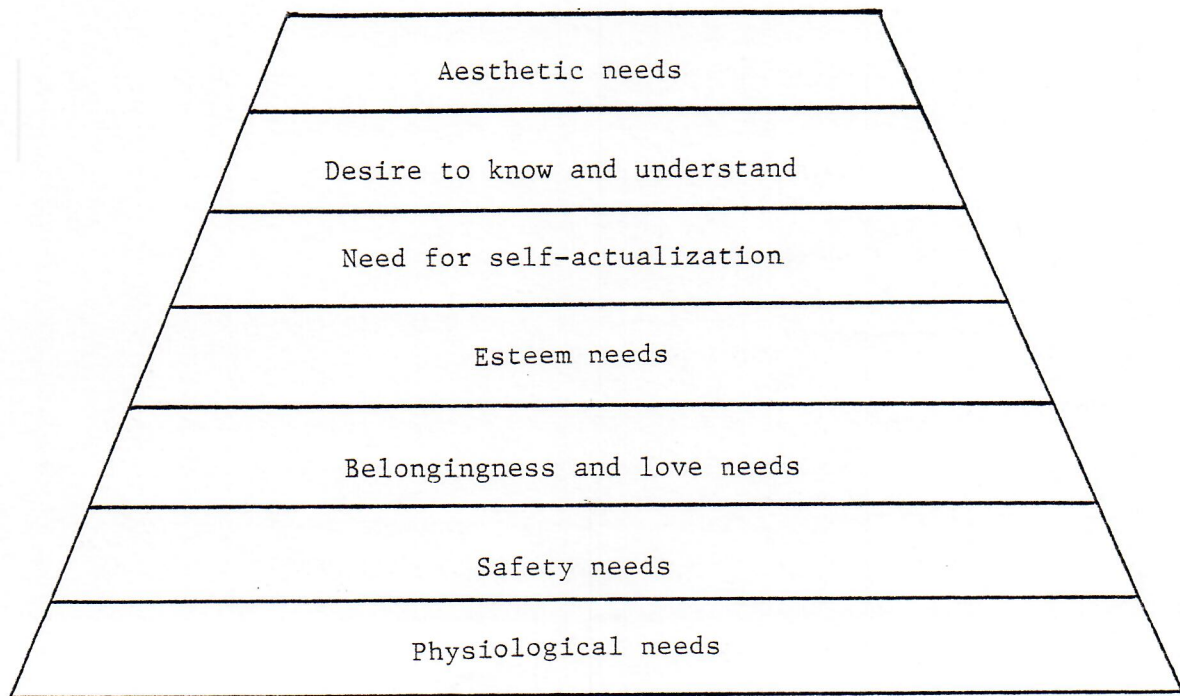 Aesthetic needs
Desire to know and understand
Need for self-actualization
Esteem needs
Belongingness and love needs
Safety needs
Physiological needs